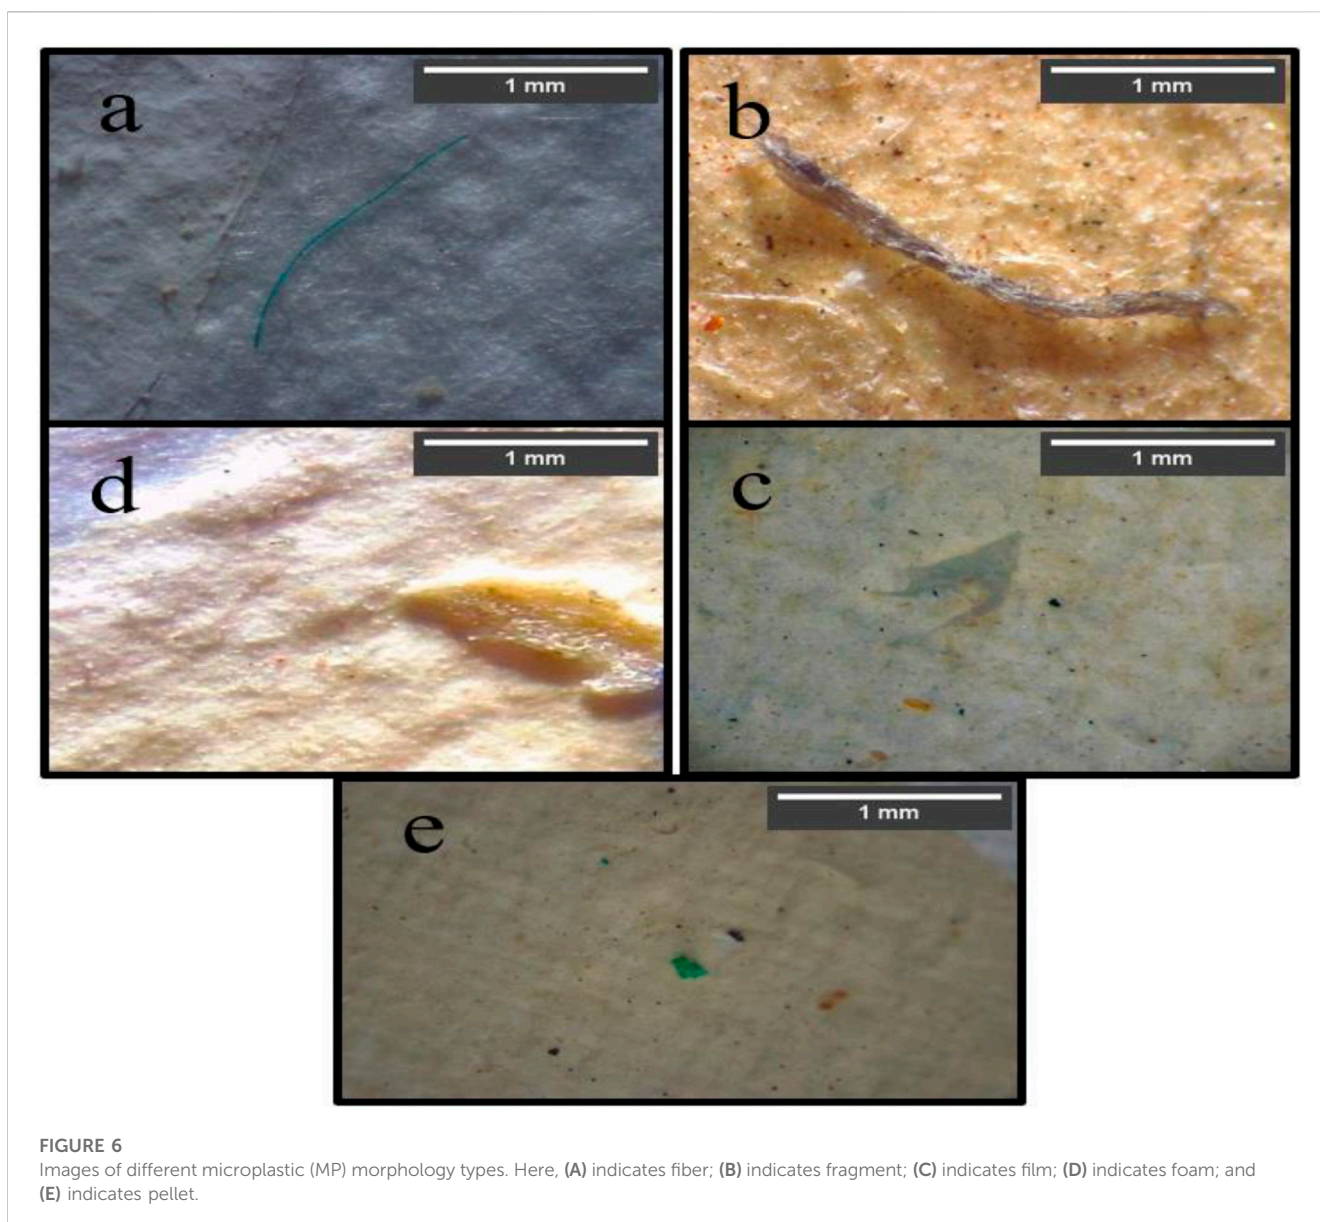 a
1 mm
b
1 mm
d
1 mm
c
1 mm
e
1 mm
FIGURE 6
Images of different microplastic (MP) morphology types. Here, (A) indicates fiber; (B) indicates fragment; (C) indicates film; (D) indicates foam; and
(E) indicates pellet.